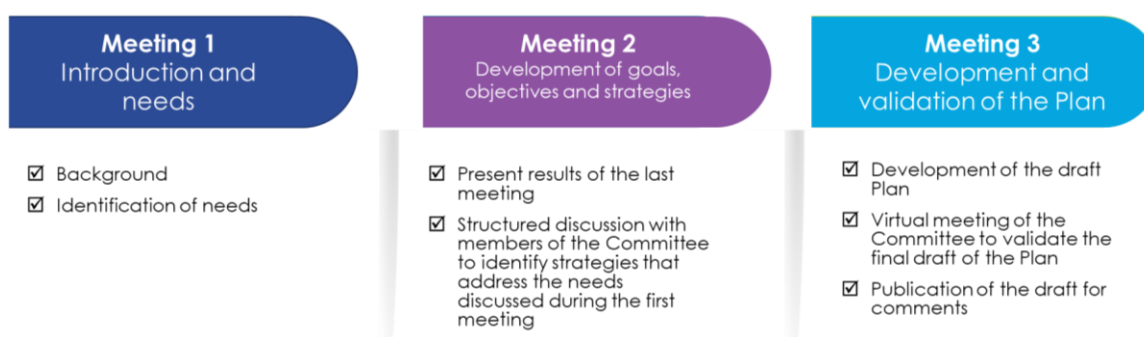 Meeting 1
Introduction and
needs
☑ Background
☑ Identification of needs
Meeting 2
Development of goals,
objectives and strategies
☑ Present results of the last
meeting
☑ Structured discussion with
members of the Committee
to identify strategies that
address the needs
discussed during the first
meeting
Meeting 3
Development and
validation of the Plan
☑ Development of the draft
Plan
☑ Virtual meeting of the
Committee to validate the
final draft of the Plan
☑ Publication of the draft for
comments